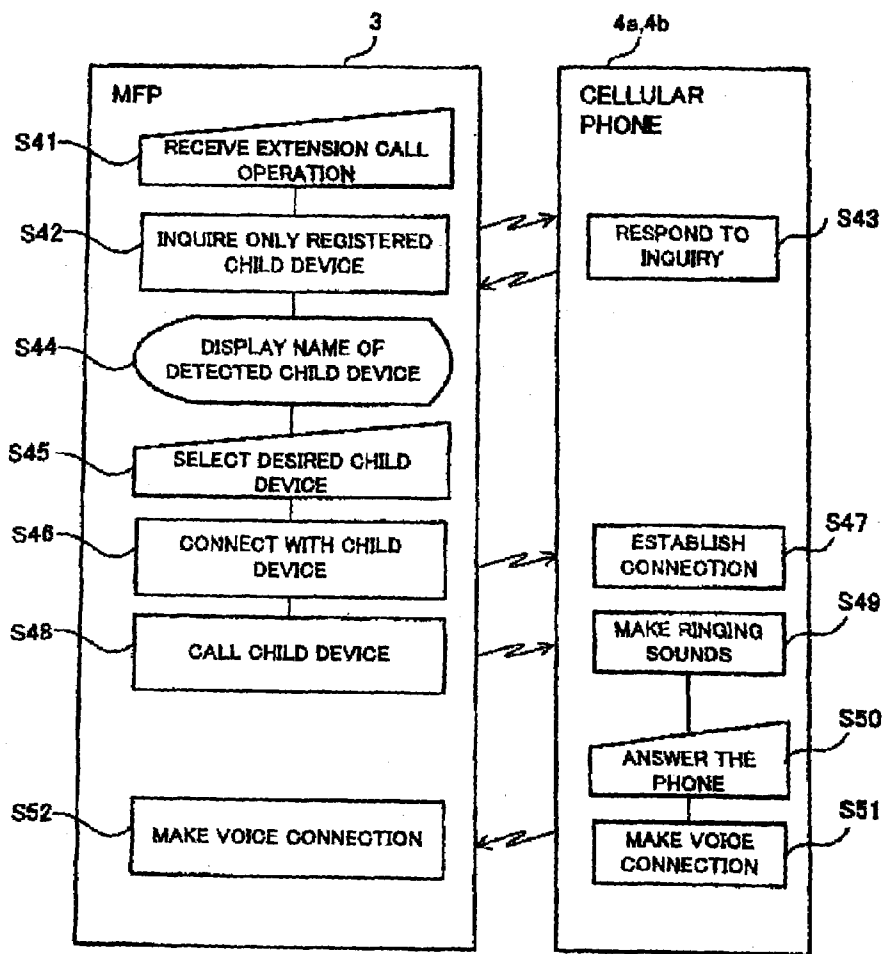 3
4a,4b
MFP
CELLULAR
PHONE
S41
RECEIVE EXTENSION CALL
OPERATION
S42
INQUIRE ONLY REGISTERED
CHILD DEVICE
RESPOND TO
INQUIRY
S43
S44
DISPLAY NAME OF
DETECTED CHILD DEVICE
S45
SELECT DESIRED CHILD
DEVICE
S46
CONNECT WITH CHILD
DEVICE
ESTABLISH
CONNECTION
S47
S48
CALL CHILD DEVICE
MAKE RINGING
SOUNDS
S49
ANSWER THE
PHONE
S50
S52
MAKE VOICE CONNECTION
MAKE VOICE
CONNECTION
S51